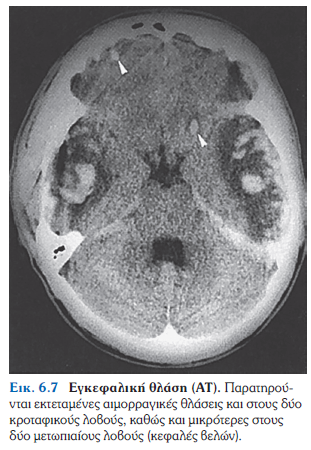 Εικ. 6.7 Εγκεφαλική θλάση (ΑΤ). Παρατηρού-
νται εκτεταμένες αιμορραγικές θλάσεις και στους δύο
κροταφικούς λοβούς, καθώς και μικρότερες στους
δύο μετωπιαίους λοβούς (κεφαλές βελών).